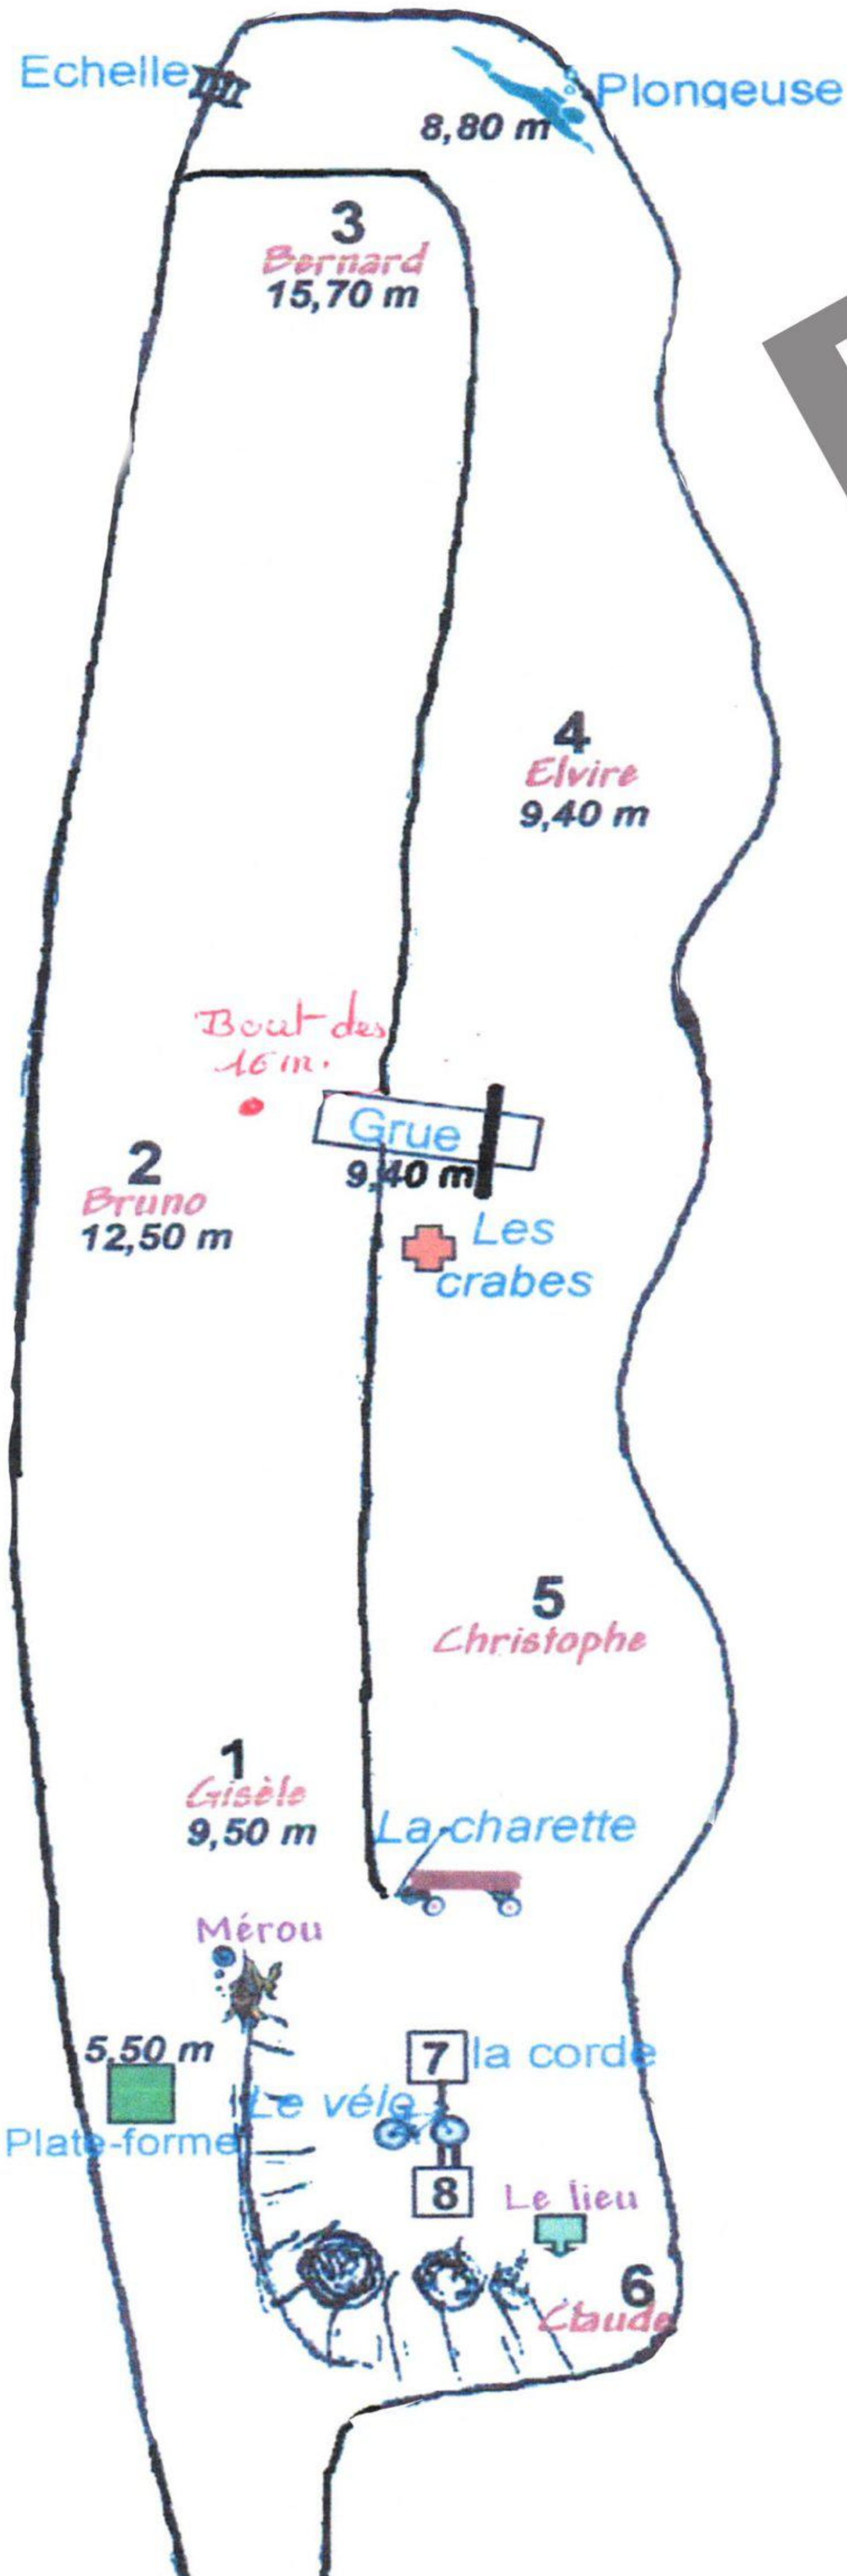 Echelle
Plongeuse
8,80 m
3
Bernard
15,70 m
4
Elvire
9,40 m
Bout des
16 m.
Grue
9,40 m
2
Bruno
12,50 m
Les
crabes
5
Christophe
1
Gisèle
9,50 m
La charette
Mérou
5.50 m
7 la corde
Le vélo
Plate-forme
8
Le lieu
6
Claude